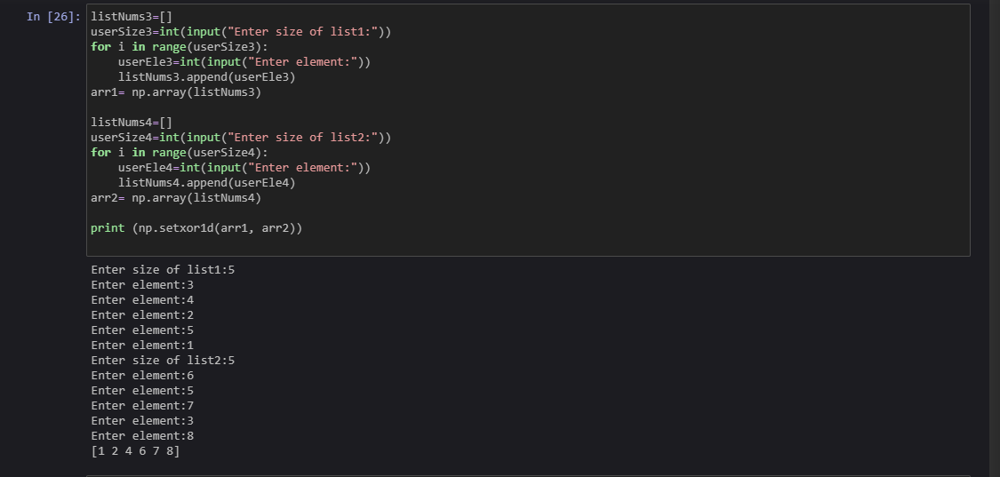 In [26]: listNums3=[]
userSize3=int(input("Enter size of list1:"))
for i in range(userSize3):
    userEle3=int(input("Enter element:"))
    listNums3.append(userEle3)
arr1= np.array(listNums3)

listNums4=[]
userSize4=int(input("Enter size of list2:"))
for i in range(userSize4):
    userEle4=int(input("Enter element:"))
    listNums4.append(userEle4)
arr2= np.array(listNums4)

print (np.setxor1d(arr1, arr2))

Enter size of list1:5
Enter element:3
Enter element:4
Enter element:2
Enter element:5
Enter element:1
Enter size of list2:5
Enter element:6
Enter element:5
Enter element:7
Enter element:3
Enter element:8
[1 2 4 6 7 8]